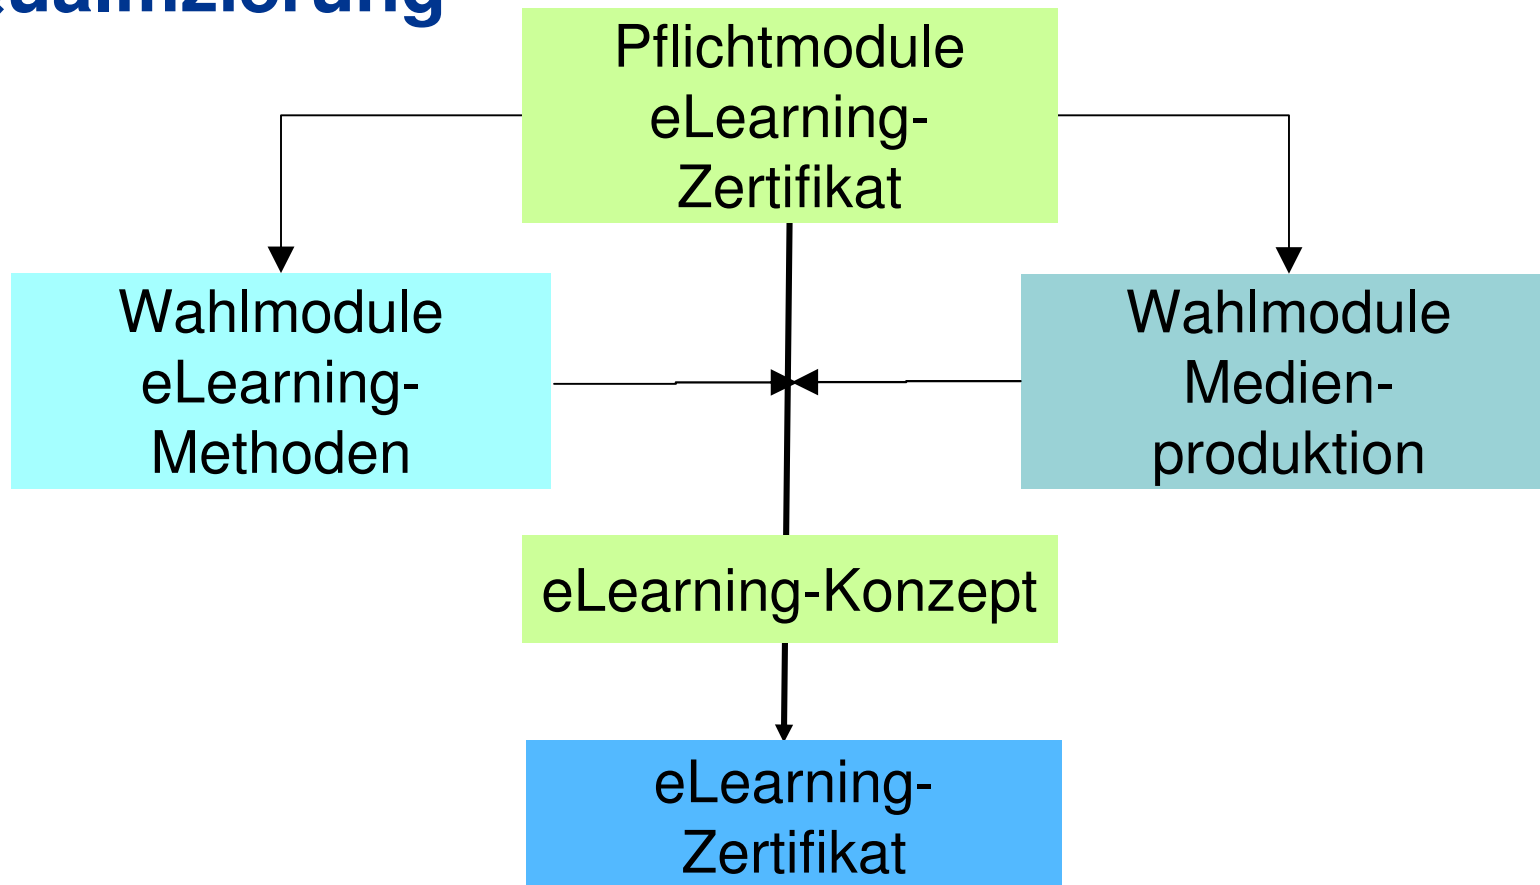 Pflichtmodule
eLearning-
Zertifikat
Wahlmodule
eLearning-
Methoden
Wahlmodule
Medien-
produktion
eLearning-Konzept
eLearning-
Zertifikat